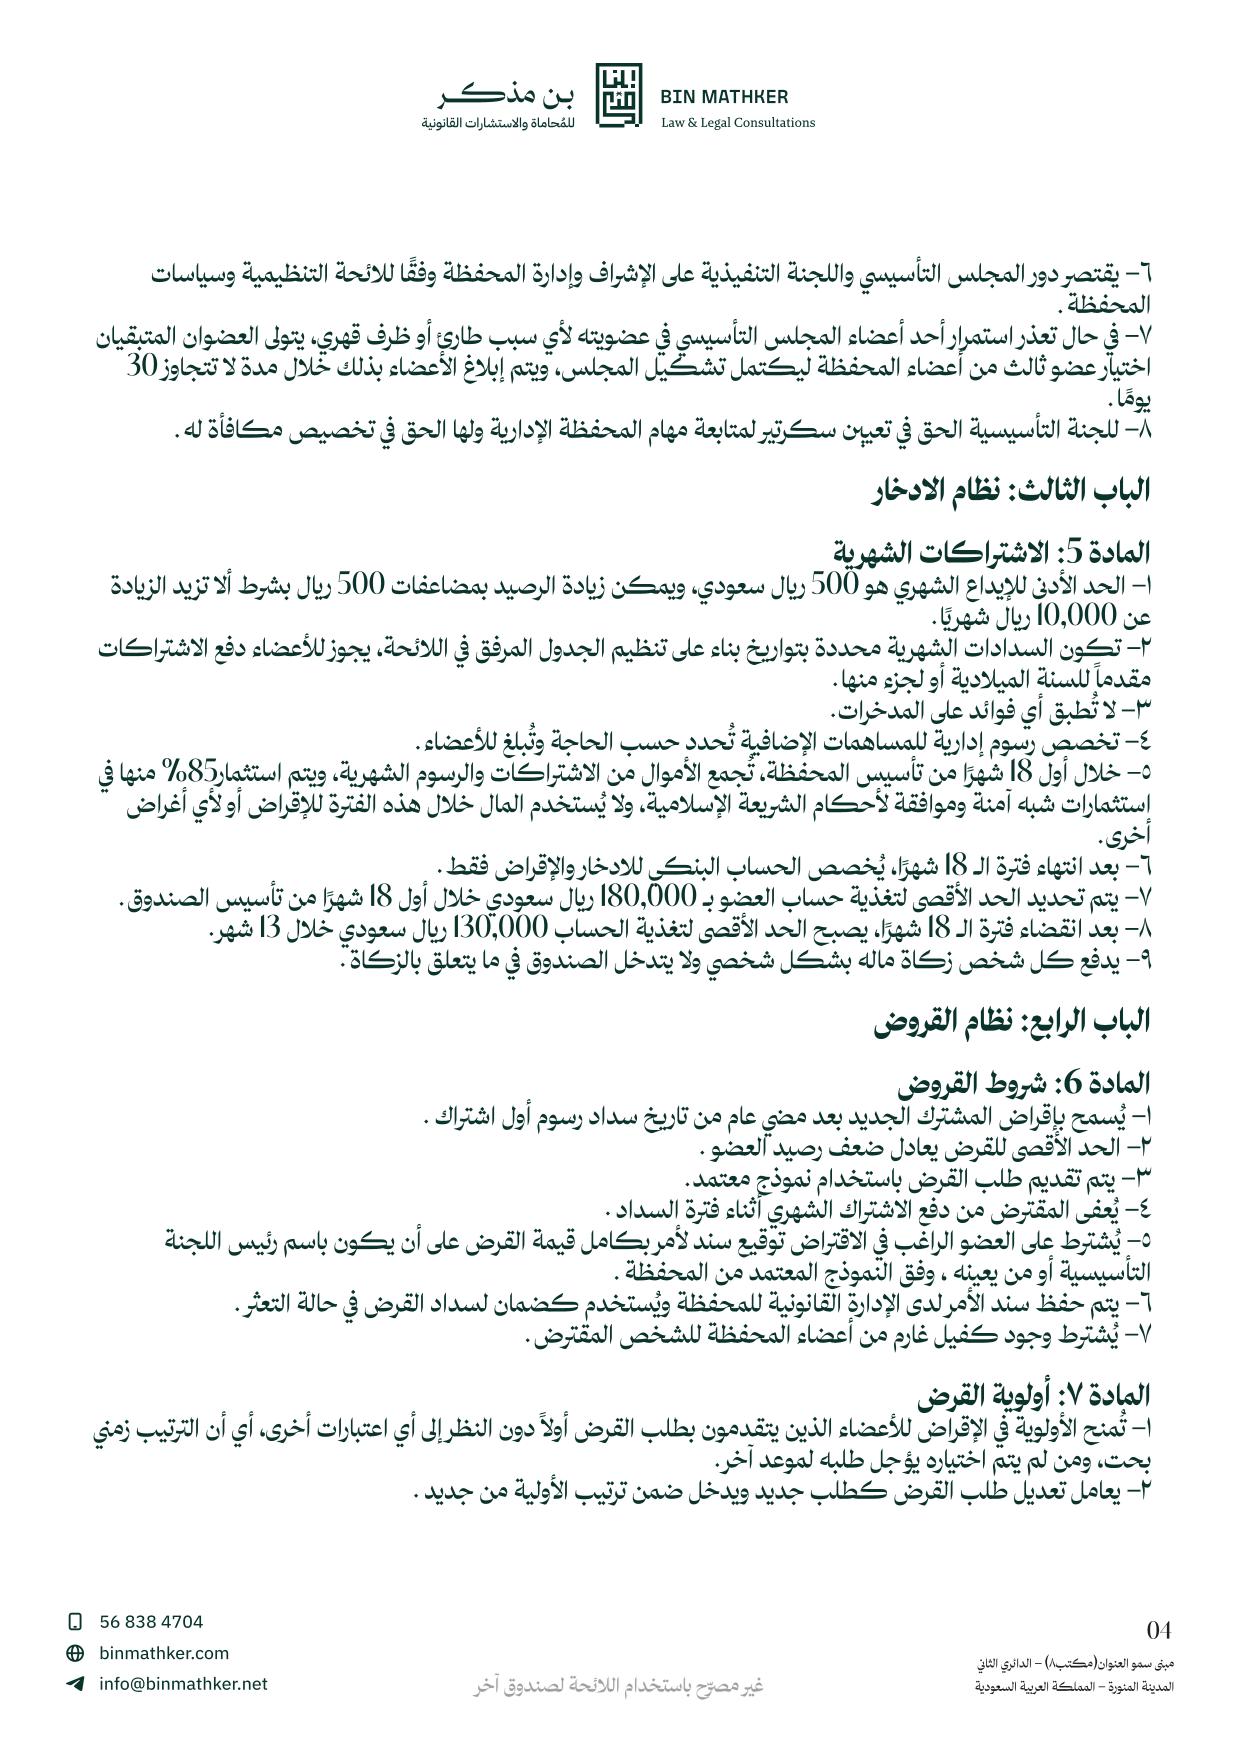 بن مذكر
للمُحاماة والاستشارات القانونية
BIN MATHKER
Law & Legal Consultations
٦- يقتصر دور المجلس التأسيسي واللجنة التنفيذية على الإشراف وإدارة المحفظة وفقًا للائحة التنظيمية وسياسات
المحفظة .
٧- في حال تعذر استمرار أحد أعضاء المجلس التأسيسي في عضويته لأي سبب طارئ أو ظرف قهري، يتولى العضوان المتبقيان
اختيار عضو ثالث من أعضاء المحفظة ليكتمل تشكيل المجلس، ويتم إبلاغ الأعضاء بذلك خلال مدة لا تتجاوز 30
يومًا .
٨- للجنة التأسيسية الحق في تعيين سكرتير لمتابعة مهام المحفظة الإدارية ولها الحق في تخصيص مكافأة له .
الباب الثالث: نظام الادخار
المادة 5: الاشتراكات الشهرية
١- الحد الأدنى للإيداع الشهري هو 500 ريال سعودي، ويمكن زيادة الرصيد بمضاعفات 500 ريال بشرط ألا تزيد الزيادة
عن 10,000 ريال شهريًا .
٢- تكون السدادات الشهرية محددة بتواريخ بناء على تنظيم الجدول المرفق في اللائحة، يجوز للأعضاء دفع الاشتراكات
مقدماً للسنة الميلادية أو لجزء منها .
٣- لا تُطبق أي فوائد على المدخرات.
٤- تخصص رسوم إدارية للمساهمات الإضافية تُحدد حسب الحاجة وتُبلغ للأعضاء .
٥- خلال أول 18 شهرًا من تأسيس المحفظة، تُجمع الأموال من الاشتراكات والرسوم الشهرية، ويتم استثمار85% منها في
استثمارات شبه آمنة وموافقة لأحكام الشريعة الإسلامية، ولا يُستخدم المال خلال هذه الفترة للإقراض أو لأي أغراض
أخرى.
٦- بعد انتهاء فترة الـ 18 شهرًا، يُخصص الحساب البنكي للادخار والإقراض فقط .
٧- يتم تحديد الحد الأقصى لتغذية حساب العضو بـ 180,000 ريال سعودي خلال أول 18 شهرًا من تأسيس الصندوق .
٨- بعد انقضاء فترة الـ 18 شهرًا، يصبح الحد الأقصى لتغذية الحساب 130,000 ريال سعودي خلال 13 شهر.
٩- يدفع كل شخص زكاة ماله بشكل شخصي ولا يتدخل الصندوق في ما يتعلق بالزكاة .
الباب الرابع: نظام القروض
المادة 6: شروط القروض
١- يُسمح بإقراض المشترك الجديد بعد مضي عام من تاريخ سداد رسوم أول اشتراك .
٢- الحد الأقصى للقرض يعادل ضعف رصيد العضو .
٣- يتم تقديم طلب القرض باستخدام نموذج معتمد.
٤- يُعفى المقترض من دفع الاشتراك الشهري أثناء فترة السداد .
٥- يُشترط على العضو الراغب في الاقتراض توقيع سند لأمر بكامل قيمة القرض على أن يكون باسم رئيس اللجنة
التأسيسية أو من يعينه ، وفق النموذج المعتمد من المحفظة .
٦- يتم حفظ سند الأمر لدى الإدارة القانونية للمحفظة ويُستخدم كضمان لسداد القرض في حالة التعثر .
٧- يُشترط وجود كفيل غارم من أعضاء المحفظة للشخص المقترض .
المادة ٧: أولوية القرض
١- تُمنح الأولوية في الإقراض للأعضاء الذين يتقدمون بطلب القرض أولاً دون النظر إلى أي اعتبارات أخرى، أي أن الترتيب زمني
بحت، ومن لم يتم اختياره يؤجل طلبه لموعد آخر.
٢- يعامل تعديل طلب القرض كطلب جديد ويدخل ضمن ترتيب الأولية من جديد .
04
مبنى سمو العنوان(مكتب٨) - الدائري الثاني
المدينة المنورة - المملكة العربية السعودية
غير مصرّح باستخدام اللائحة لصندوق آخر
56 838 4704
binmathker.com
info@binmathker.net